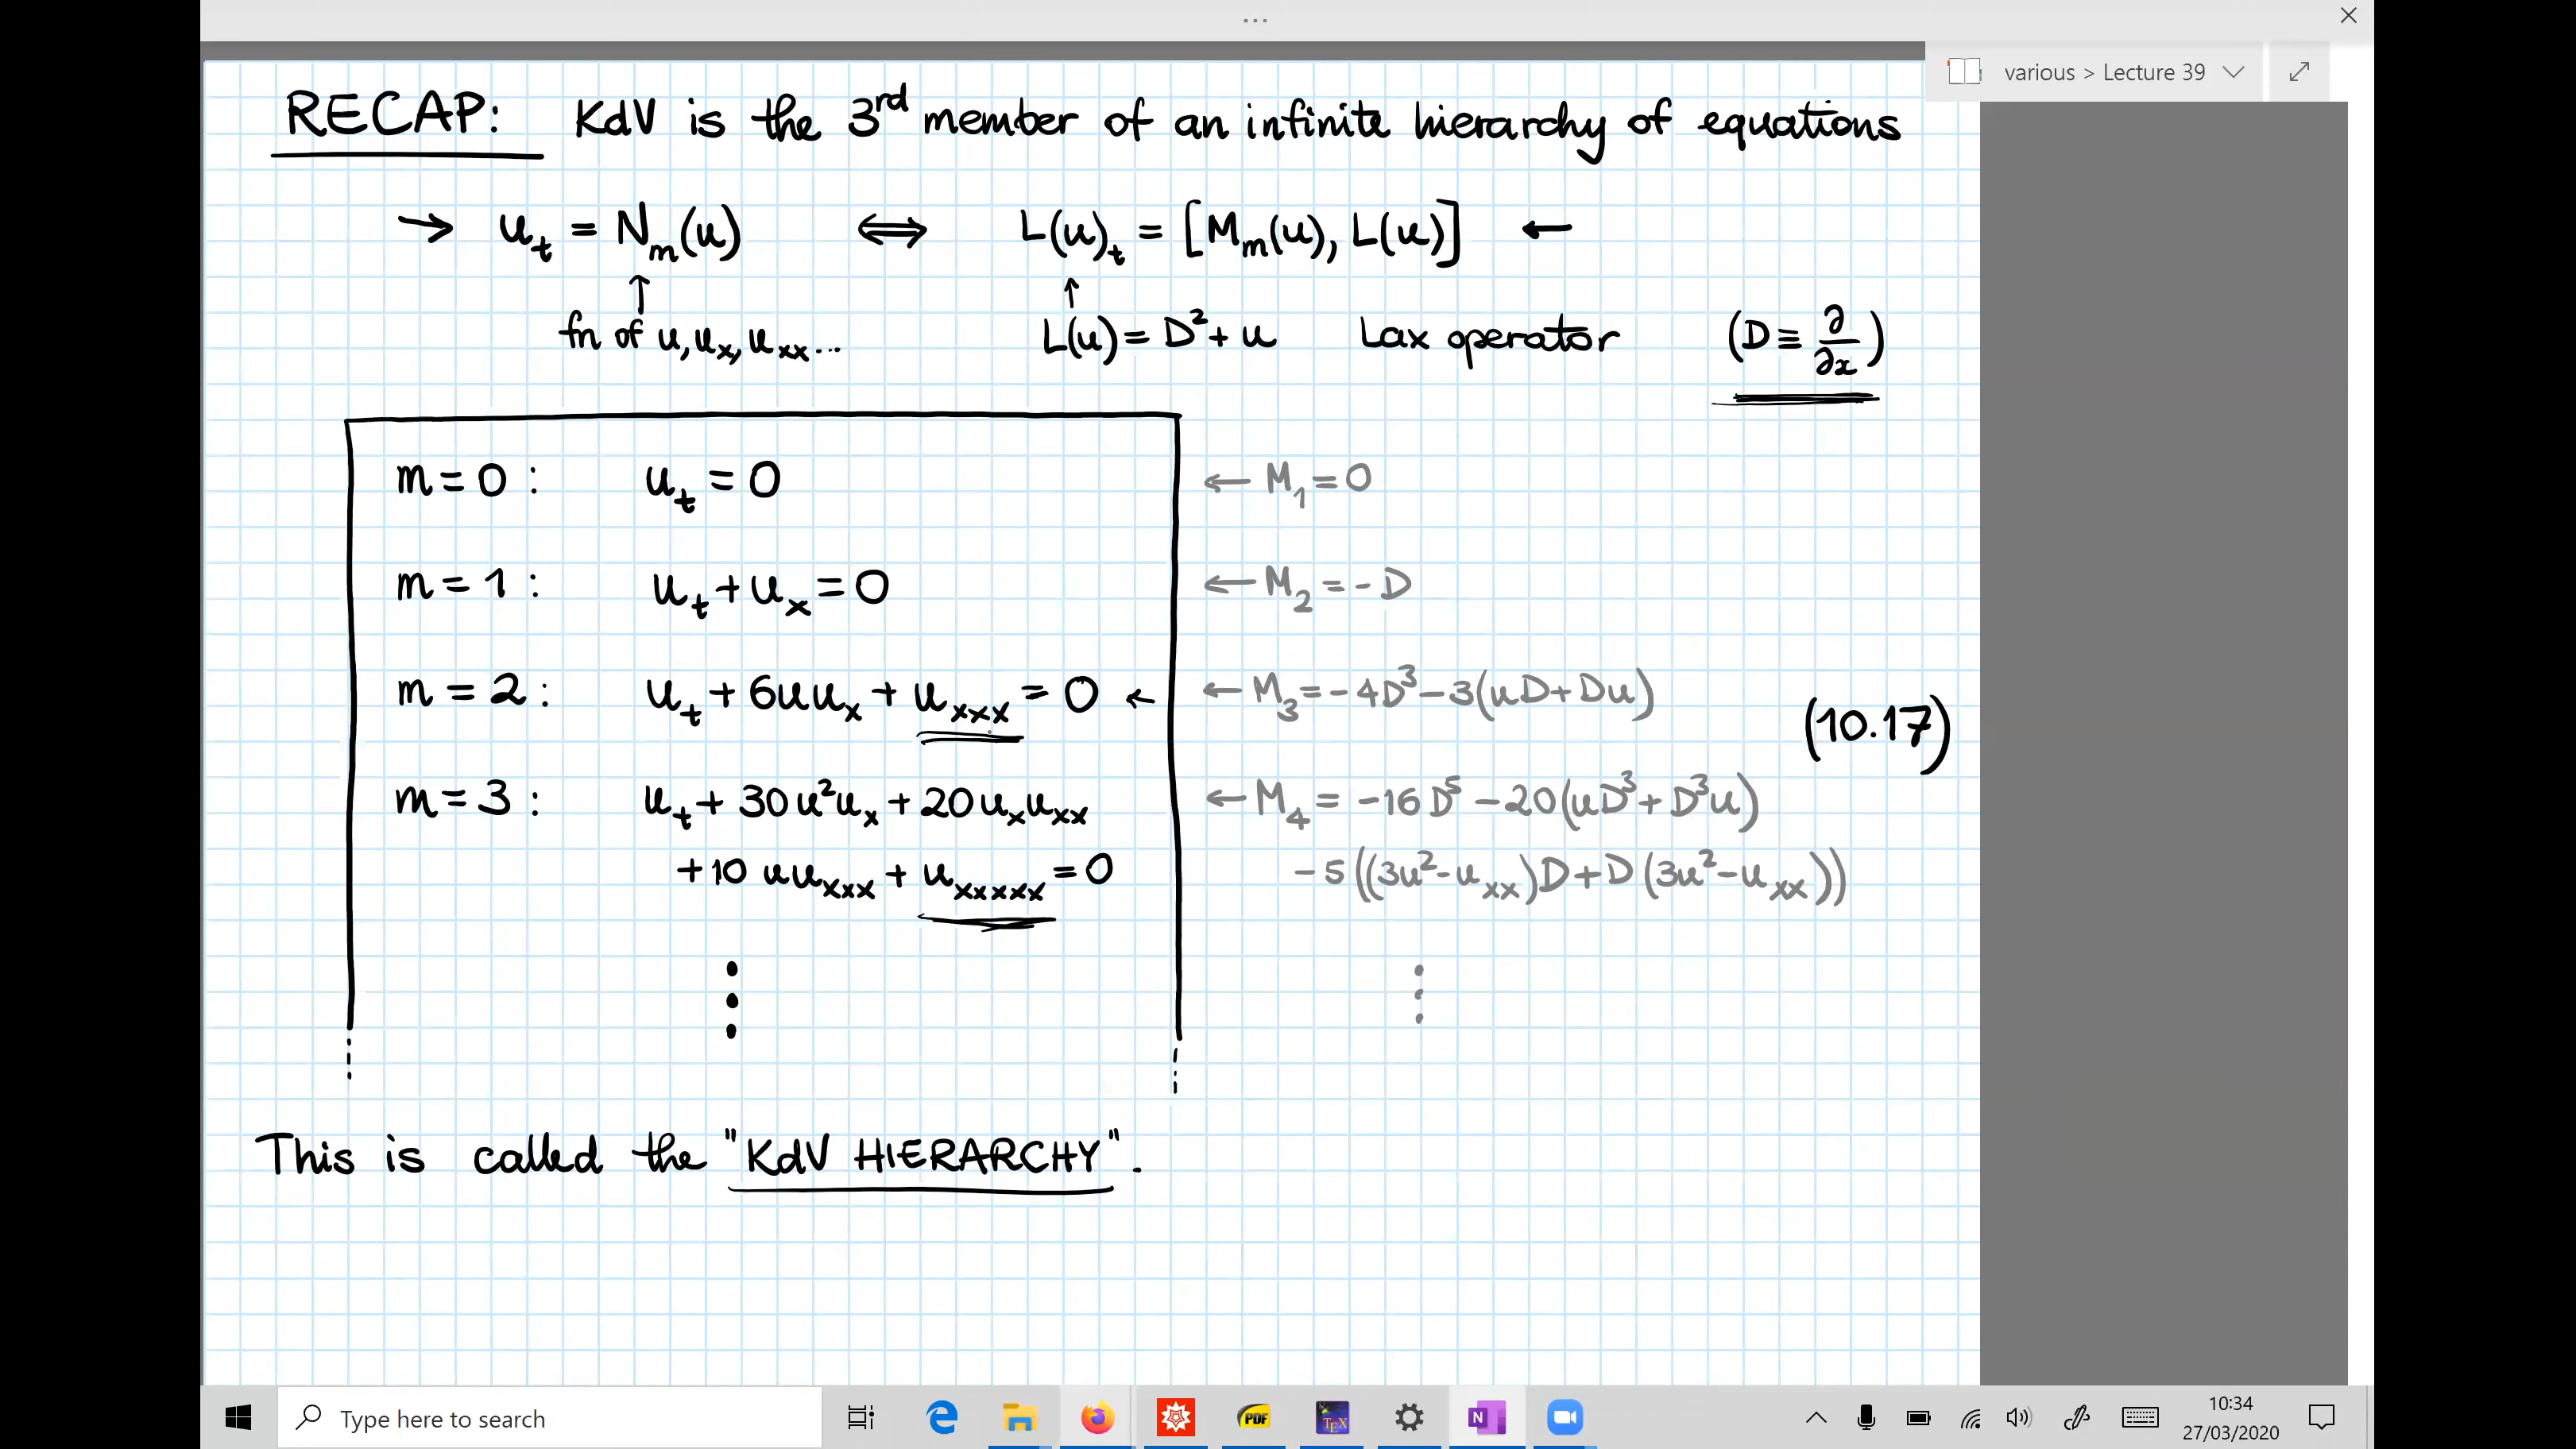 various > Lecture 39
RECAP: KdV is the 3rd member of an infinite hierarchy of equations
→ u_t = N_m(u) ⟺ L(u)_t = [M_m(u), L(u)] ←
↑ ↑
fn of u, u_x, u_xx... L(u) = D² + u Lax operator (D ≡ ∂/∂x)
m = 0 : u_t = 0 ← M_1 = 0
m = 1 : u_t + u_x = 0 ← M_2 = - D
m = 2 : u_t + 6uu_x + u_xxx = 0 ← ← M_3 = - 4D³ - 3(uD + Du)
(10.17)
m = 3 : u_t + 30u²u_x + 20u_xu_xx ← M_4 = -16D⁵ - 20(uD³ + D³u)
+ 10 uu_xxx + u_xxxxx = 0 - 5((3u² - u_xx)D + D(3u² - u_xx))
⋮ ⋮
This is called the "KdV HIERARCHY".
Type here to search
PDF
TEX
N
10:34
27/03/2020